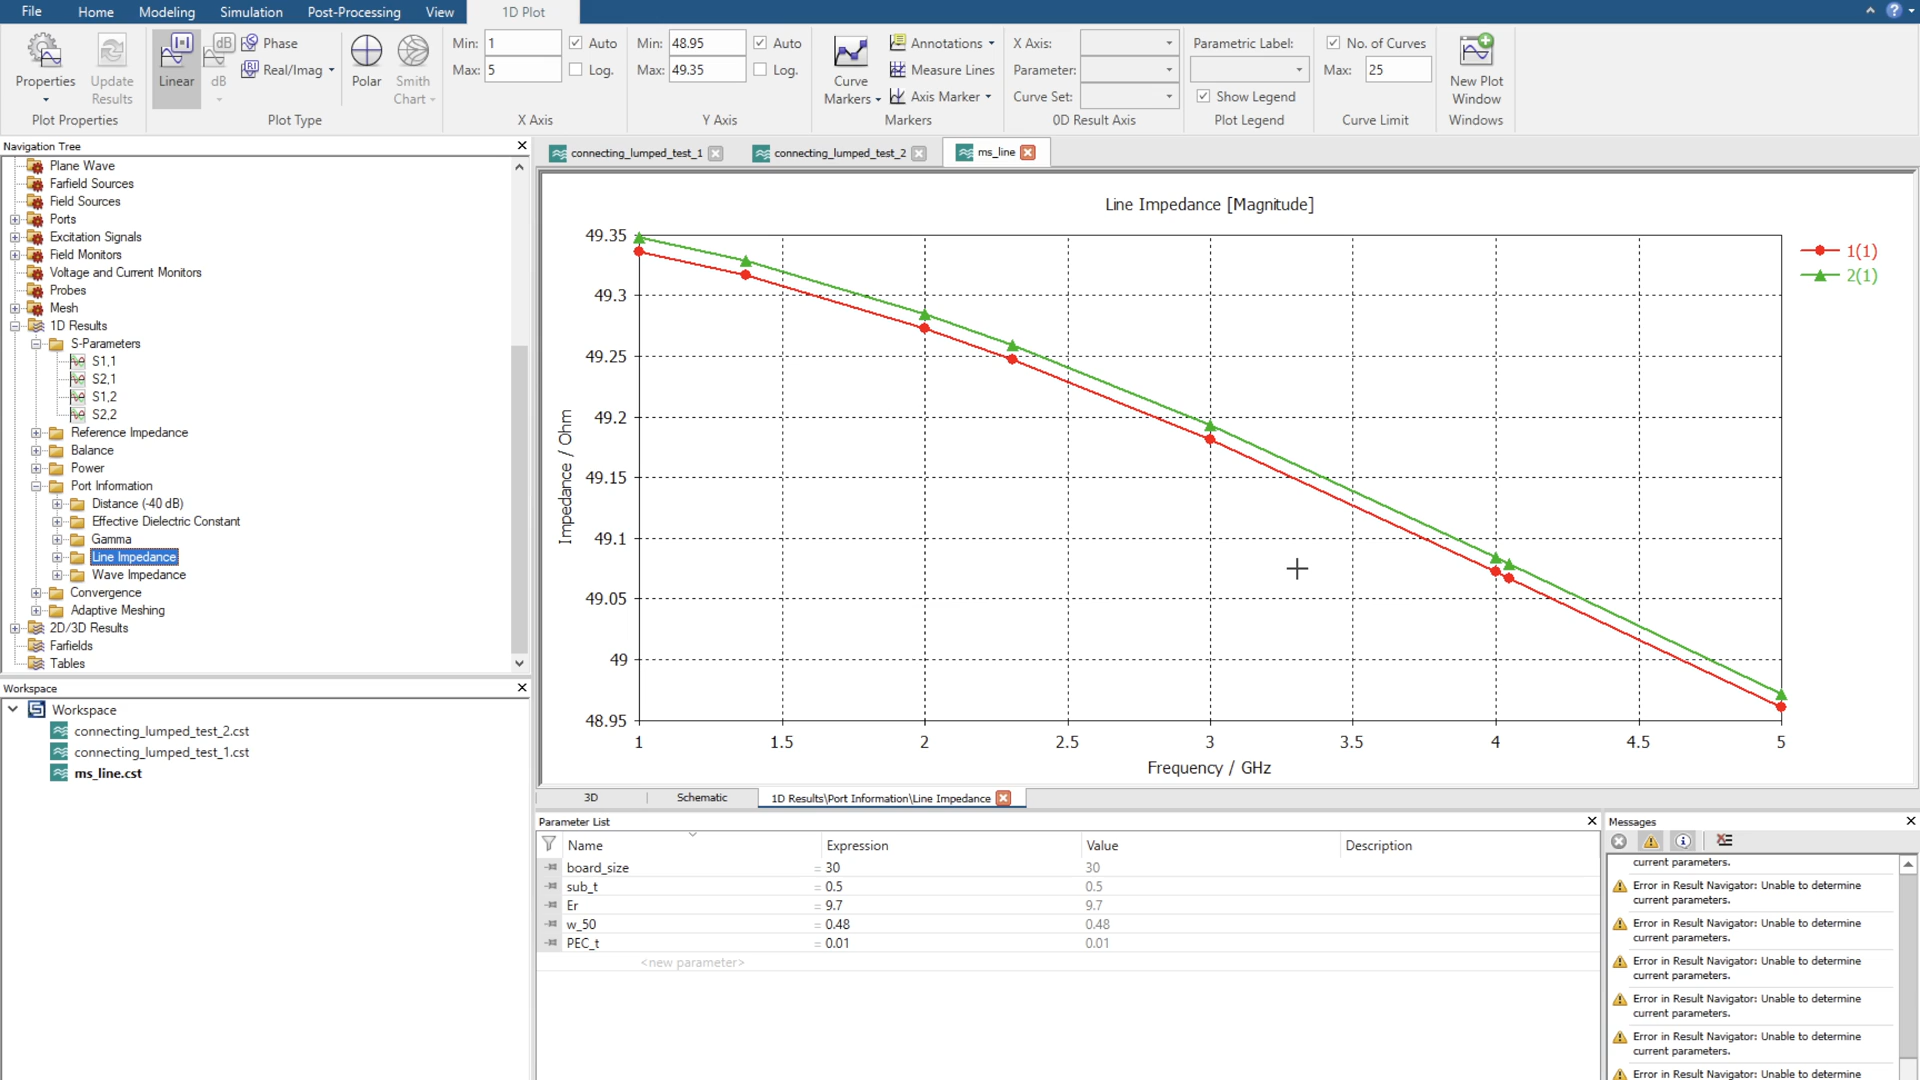 File Home Modeling Simulation Post-Processing View 1D Plot
Properties
Update Results
Plot Properties
Linear
dB
Phase
Real/Imag
Polar
Smith Chart
Plot Type
Min: 1 Auto
Max: 5 Log.
X Axis
Min: 48.95 Auto
Max: 49.35 Log.
Y Axis
Curve Markers
Annotations
Measure Lines
Axis Marker
Markers
X Axis:
Parameter:
Curve Set:
0D Result Axis
Parametric Label:
Show Legend
Plot Legend
No. of Curves
Max: 25
Curve Limit
New Plot Window
Windows
Navigation Tree
Plane Wave
Farfield Sources
Field Sources
Ports
Excitation Signals
Field Monitors
Voltage and Current Monitors
Probes
Mesh
1D Results
S-Parameters
S1,1
S2,1
S1,2
S2,2
Reference Impedance
Balance
Power
Port Information
Distance (-40 dB)
Effective Dielectric Constant
Gamma
Line Impedance
Wave Impedance
Convergence
Adaptive Meshing
2D/3D Results
Farfields
Tables
Workspace
Workspace
connecting_lumped_test_2.cst
connecting_lumped_test_1.cst
ms_line.cst
connecting_lumped_test_1 connecting_lumped_test_2 ms_line
Line Impedance [Magnitude]
49.35
49.3
49.25
49.2
49.15
49.1
49.05
49
48.95
Impedance / Ohm
1 1.5 2 2.5 3 3.5 4 4.5 5
Frequency / GHz
1(1)
2(1)
3D Schematic 1D Results\Port Information\Line Impedance
Parameter List
Name Expression Value Description
board_size = 30 30
sub_t = 0.5 0.5
Er = 9.7 9.7
w_50 = 0.48 0.48
PEC_t = 0.01 0.01
<new parameter>
Messages
current parameters.
Error in Result Navigator: Unable to determine
current parameters.
Error in Result Navigator: Unable to determine
current parameters.
Error in Result Navigator: Unable to determine
current parameters.
Error in Result Navigator: Unable to determine
current parameters.
Error in Result Navigator: Unable to determine
current parameters.
Error in Result Navigator: Unable to determine